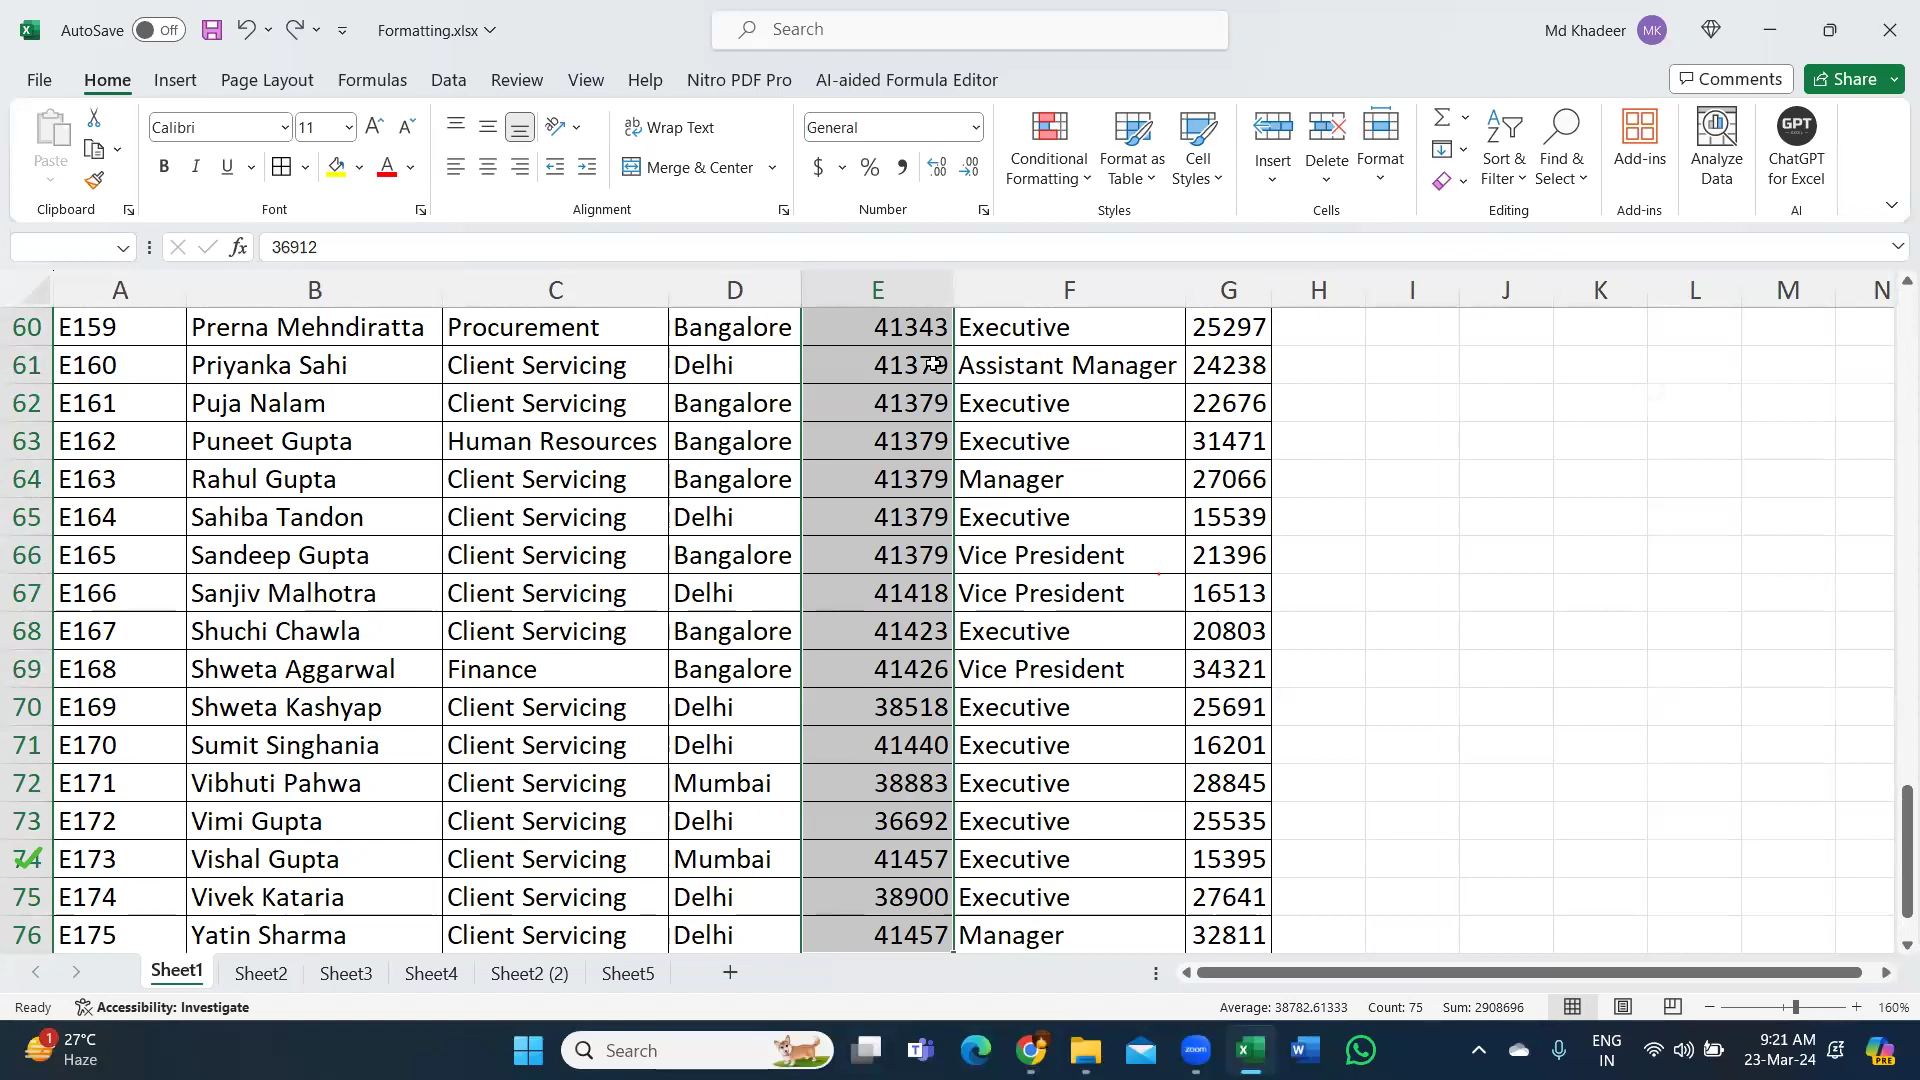 AutoSave Off Formatting.xlsx Search Md Khadeer MK
File Home Insert Page Layout Formulas Data Review View Help Nitro PDF Pro AI-aided Formula Editor Comments Share
Paste Calibri 11 A^ A˅ Wrap Text General Conditional Formatting Format as Table Cell Styles Insert Delete Format Sort & Filter Find & Select Add-ins Analyze Data GPT ChatGPT for Excel
B I U A Merge & Center $ % , .00
Clipboard Font Alignment Number Styles Cells Editing Add-ins AI
fx 36912
A B C D E F G H I J K L M N
60 E159 Prerna Mehndiratta Procurement Bangalore 41343 Executive 25297
61 E160 Priyanka Sahi Client Servicing Delhi 41379 Assistant Manager 24238
62 E161 Puja Nalam Client Servicing Bangalore 41379 Executive 22676
63 E162 Puneet Gupta Human Resources Bangalore 41379 Executive 31471
64 E163 Rahul Gupta Client Servicing Bangalore 41379 Manager 27066
65 E164 Sahiba Tandon Client Servicing Delhi 41379 Executive 15539
66 E165 Sandeep Gupta Client Servicing Bangalore 41379 Vice President 21396
67 E166 Sanjiv Malhotra Client Servicing Delhi 41418 Vice President 16513
68 E167 Shuchi Chawla Client Servicing Bangalore 41423 Executive 20803
69 E168 Shweta Aggarwal Finance Bangalore 41426 Vice President 34321
70 E169 Shweta Kashyap Client Servicing Delhi 38518 Executive 25691
71 E170 Sumit Singhania Client Servicing Delhi 41440 Executive 16201
72 E171 Vibhuti Pahwa Client Servicing Mumbai 38883 Executive 28845
73 E172 Vimi Gupta Client Servicing Delhi 36692 Executive 25535
74 E173 Vishal Gupta Client Servicing Mumbai 41457 Executive 15395
75 E174 Vivek Kataria Client Servicing Delhi 38900 Executive 27641
76 E175 Yatin Sharma Client Servicing Delhi 41457 Manager 32811
Sheet1 Sheet2 Sheet3 Sheet4 Sheet2 (2) Sheet5
Ready Accessibility: Investigate Average: 38782.61333 Count: 75 Sum: 2908696 160%
1 27°C Search zoom ENG 9:21 AM
Haze IN 23-Mar-24 PRE